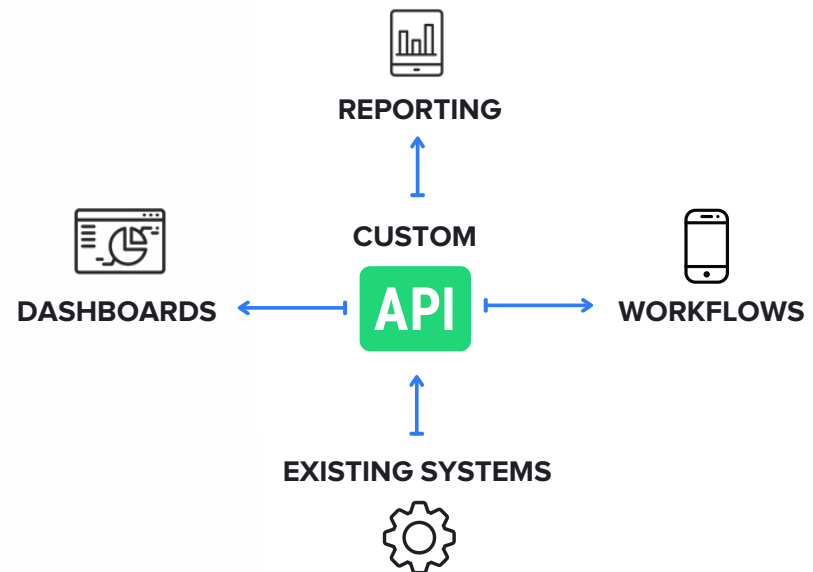 REPORTING
CUSTOM
API
DASHBOARDS
WORKFLOWS
EXISTING SYSTEMS